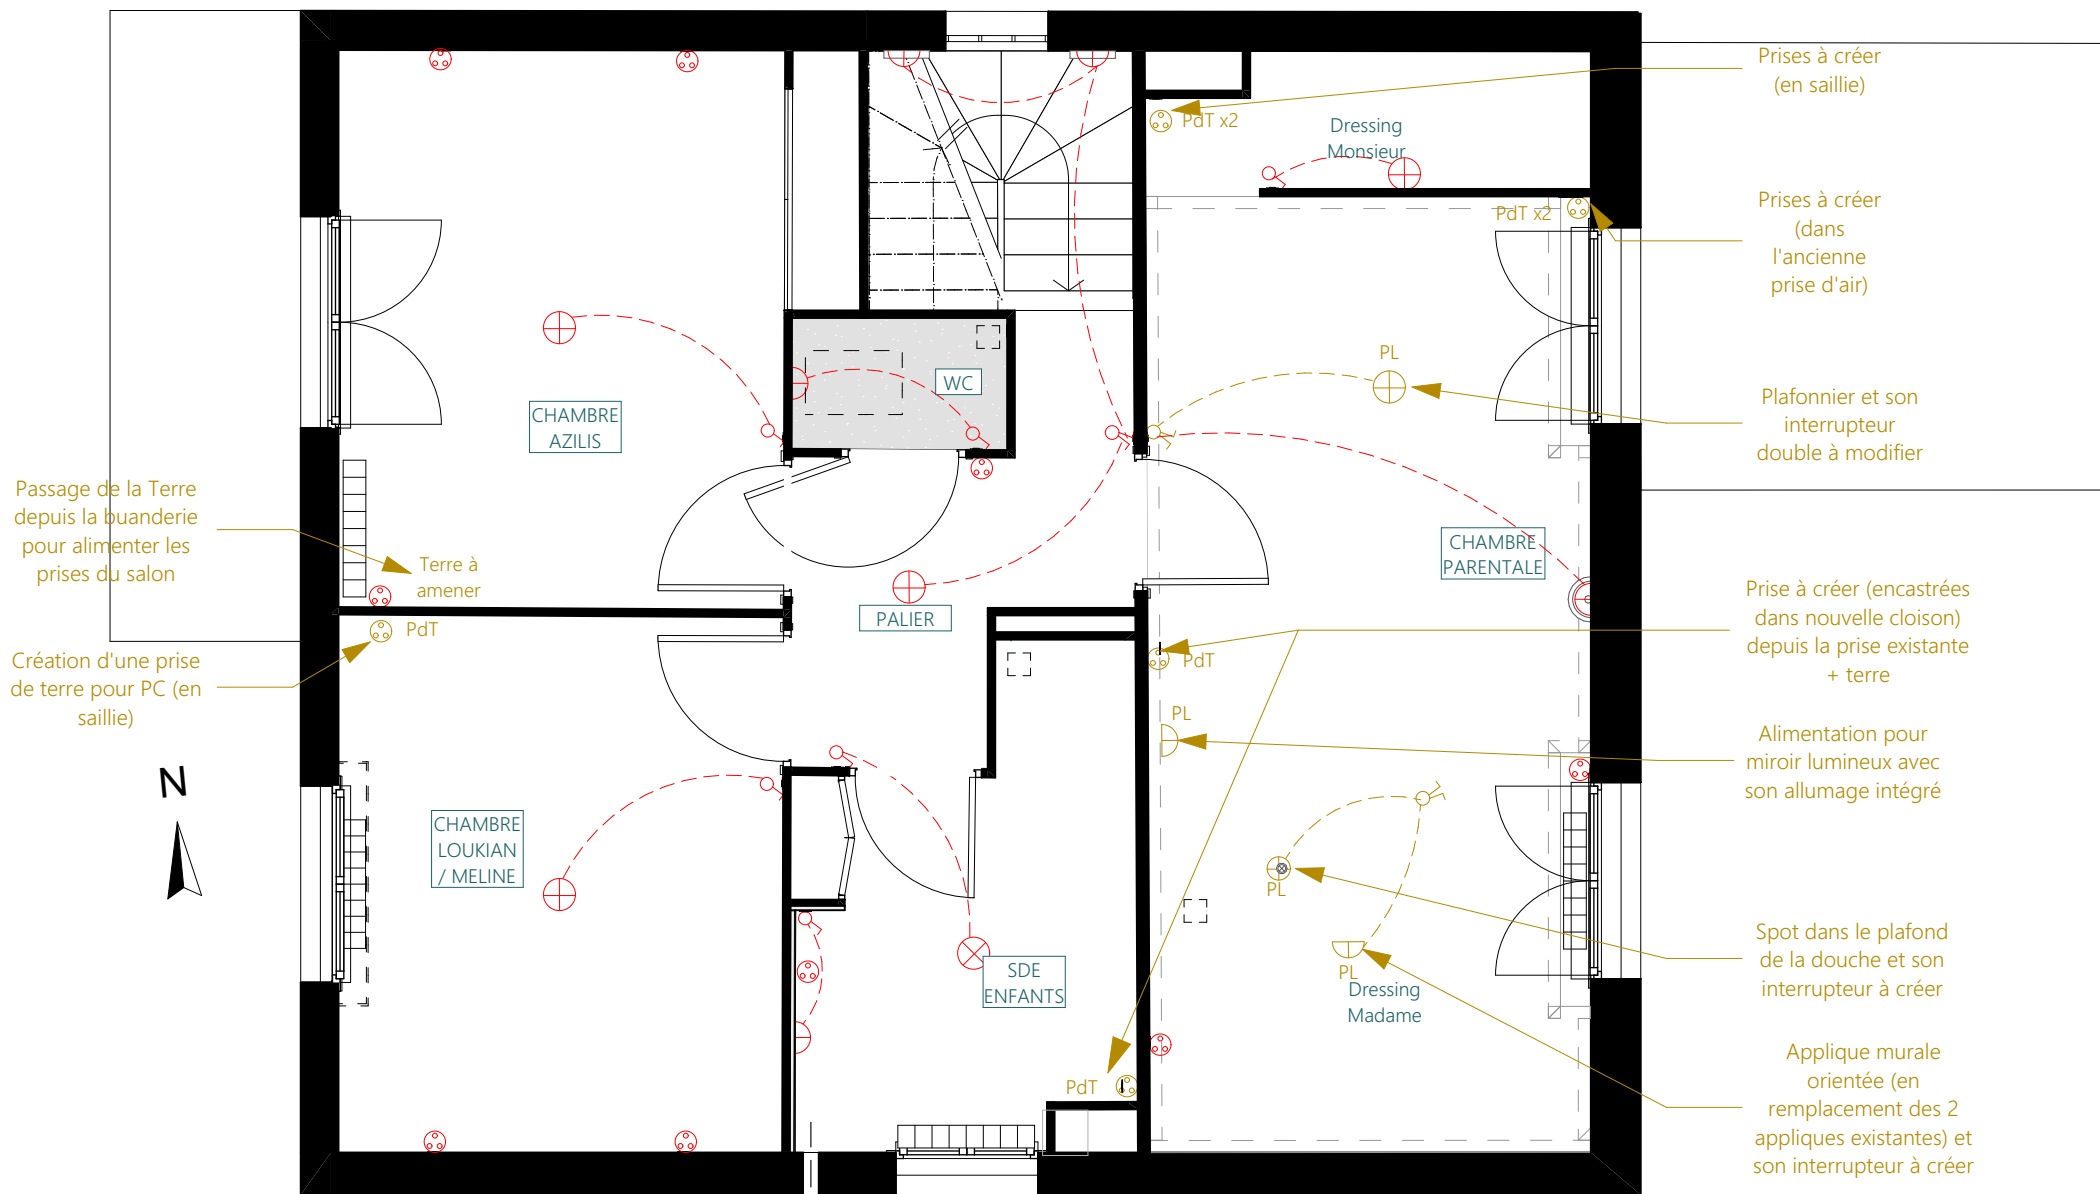 Prises à créer
(en saillie)
PdT x2
Dressing
Monsieur
Prises à créer
(dans
l'ancienne
prise d'air)
PdT x2
PL
WC
Plafonnier et son
interrupteur
double à modifier
CHAMBRE
AZILIS
Passage de la Terre
depuis la buanderie
pour alimenter les
prises du salon
Terre à
amener
CHAMBRE
PARENTALE
PALIER
PdT
Création d'une prise
de terre pour PC (en
saillie)
Prise à créer (encastrées
dans nouvelle cloison)
depuis la prise existante
+ terre
PdT
PL
Alimentation pour
miroir lumineux avec
son allumage intégré
N
CHAMBRE
LOUKIAN
/ MELINE
PL
Spot dans le plafond
de la douche et son
interrupteur à créer
SDE
ENFANTS
PL
Dressing
Madame
PdT
Applique murale
orientée (en
remplacement des 2
appliques existantes) et
son interrupteur à créer